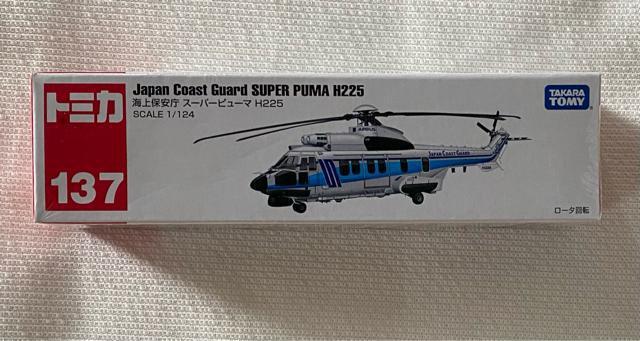 トミカ
137
Japan Coast Guard SUPER PUMA H225
海上保安庁 スーパーピューマ H225
SCALE 1/124
AIRBUS
JAPAN COAST GUARD
TAKARA
TOMY
ロータ回転